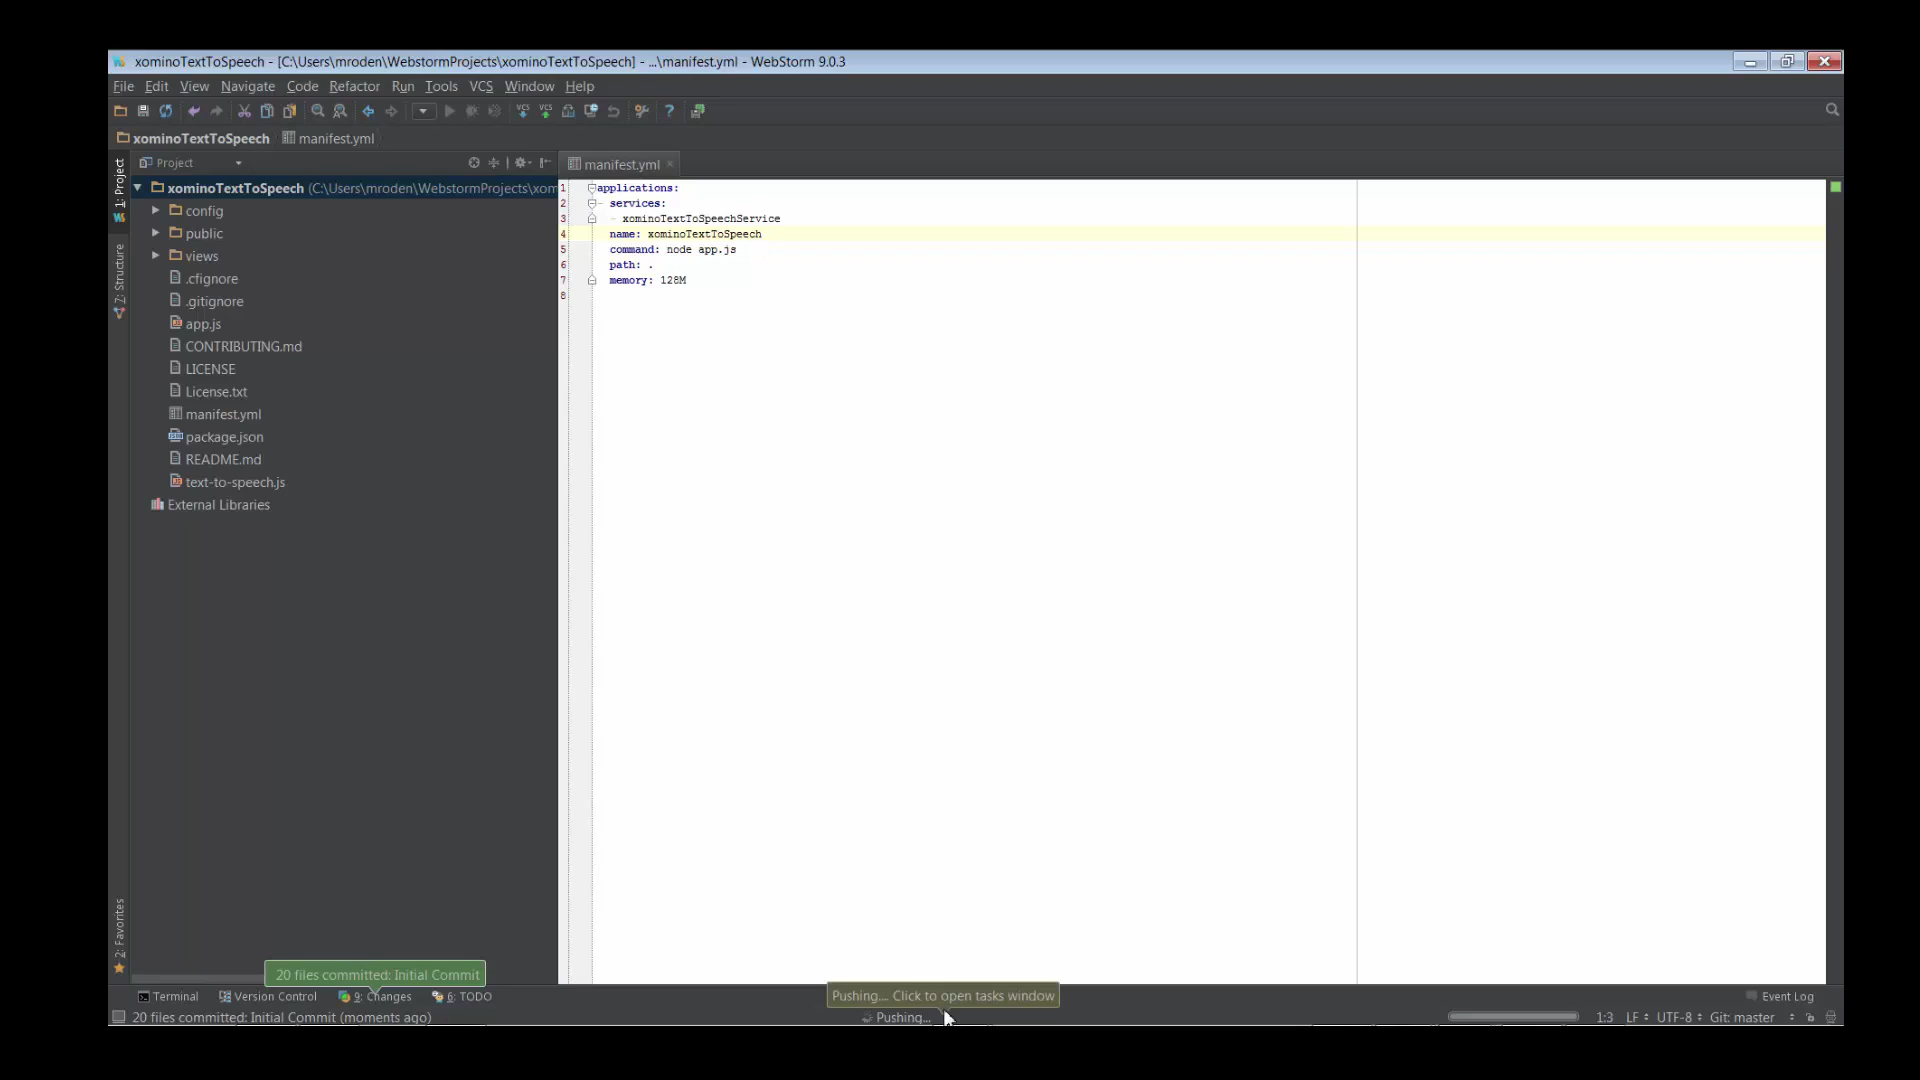 xominoTextToSpeech - [C:\Users\mroden\WebstormProjects\xominoTextToSpeech] - ...\manifest.yml - WebStorm 9.0.3
File Edit View Navigate Code Refactor Run Tools VCS Window Help
xominoTextToSpeech manifest.yml
1: Project
Project
manifest.yml
xominoTextToSpeech (C:\Users\mroden\WebstormProjects\xom
config
public
views
.cfignore
.gitignore
app.js
CONTRIBUTING.md
LICENSE
License.txt
manifest.yml
package.json
README.md
text-to-speech.js
External Libraries
7: Structure
2: Favorites
1 applications:
2 - services:
3 - xominoTextToSpeechService
4 name: xominoTextToSpeech
5 command: node app.js
6 path: .
7 memory: 128M
8
20 files committed: Initial Commit
Pushing.... Click to open tasks window
Terminal Version Control 9: Changes 6: TODO Event Log
20 files committed: Initial Commit (moments ago) Pushing... 1:3 LF UTF-8 Git: master